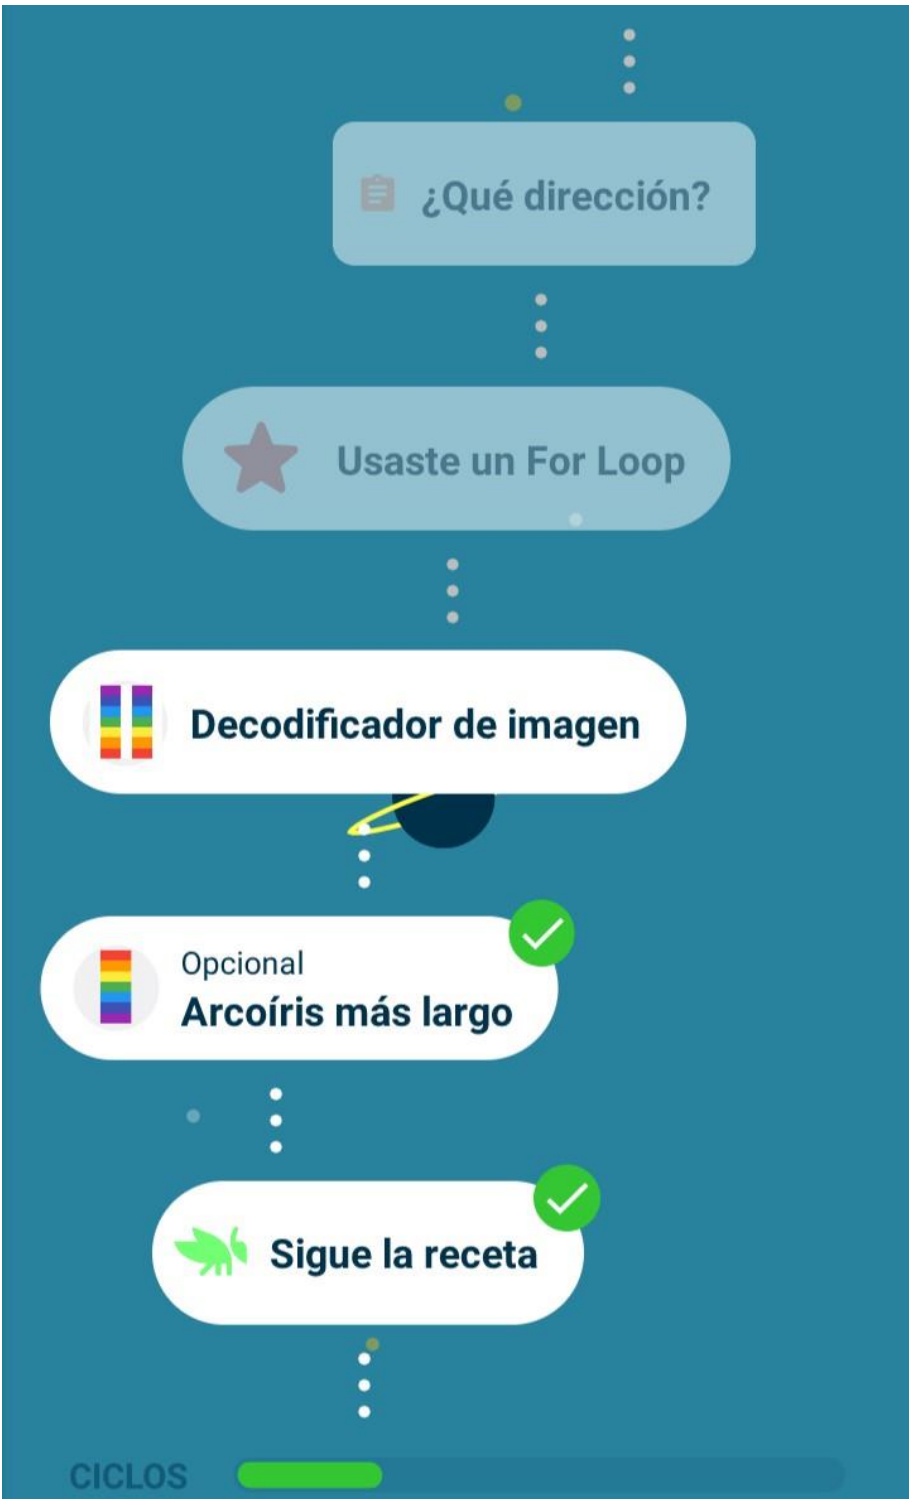 ¿Qué dirección?
Usaste un For Loop
Decodificador de imagen
Opcional
Arcoíris más largo
Sigue la receta
CICLOS